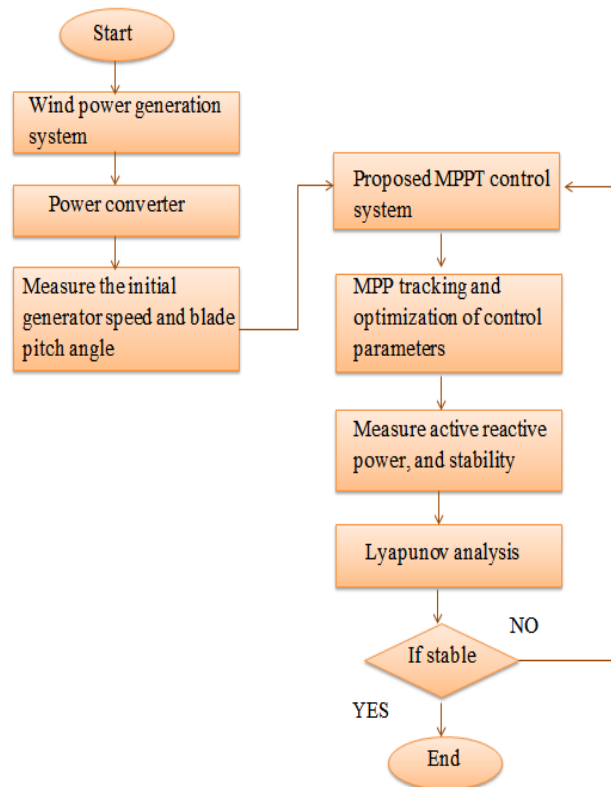 Start
Wind power generation
system
Power converter
Measure the initial
generator speed and blade
pitch angle
Proposed MPPT control
system
MPP tracking and
optimization of control
parameters
Measure active reactive
power, and stability
Lyapunov analysis
If stable
NO
YES
End